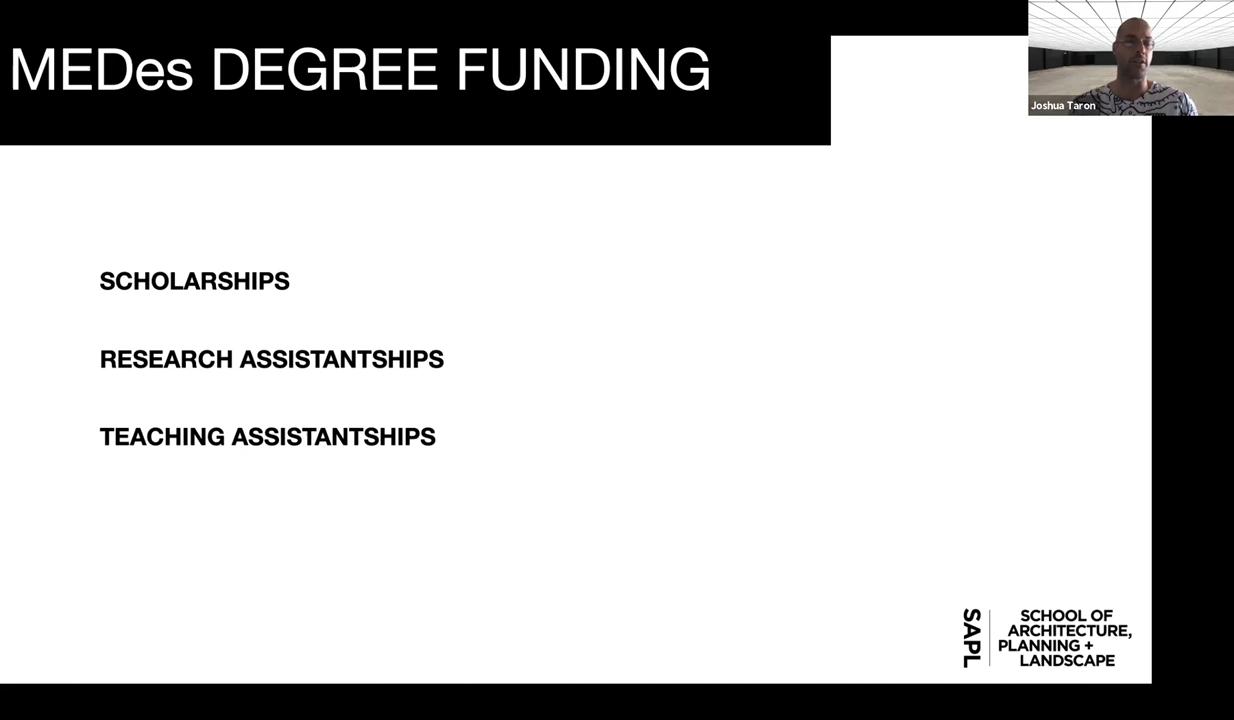 MEDes DEGREE FUNDING
Joshua Taron
SCHOLARSHIPS
RESEARCH ASSISTANTSHIPS
TEACHING ASSISTANTSHIPS
SAPL
SCHOOL OF
ARCHITECTURE,
PLANNING +
LANDSCAPE